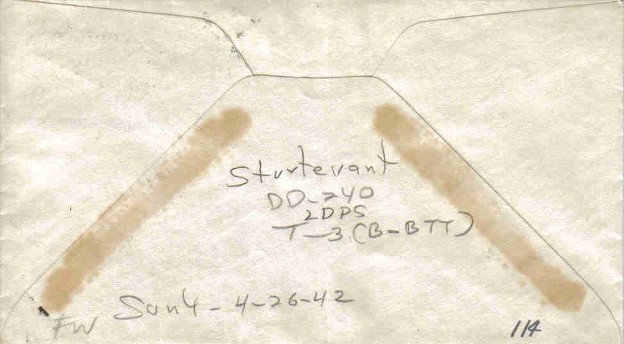 Sturtevant
DD-240
2DPS
T-3 (B-BTT)
Sunk - 4-26-42
FW
114